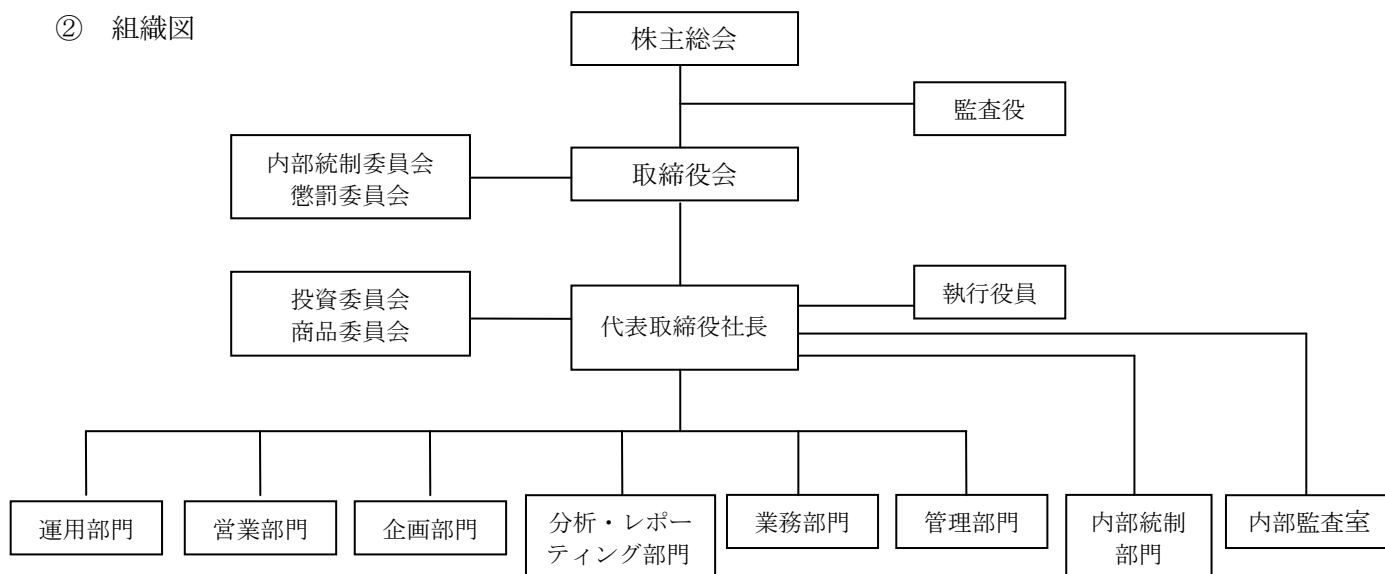 ② 組織図
株主総会
監査役
内部統制委員会
懲罰委員会
取締役会
投資委員会
商品委員会
代表取締役社長
執行役員
運用部門
営業部門
企画部門
分析・レポー
ティング部門
業務部門
管理部門
内部統制
部門
内部監査室